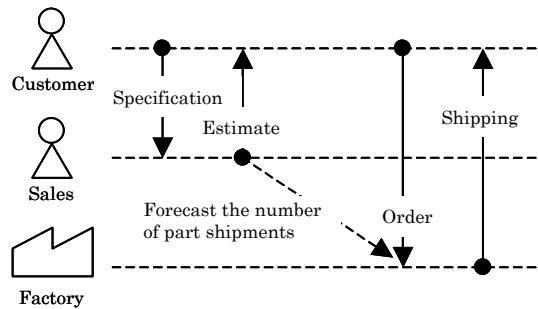 Customer
Specification
Estimate
Shipping
Sales
Forecast the number
of part shipments
Order
Factory